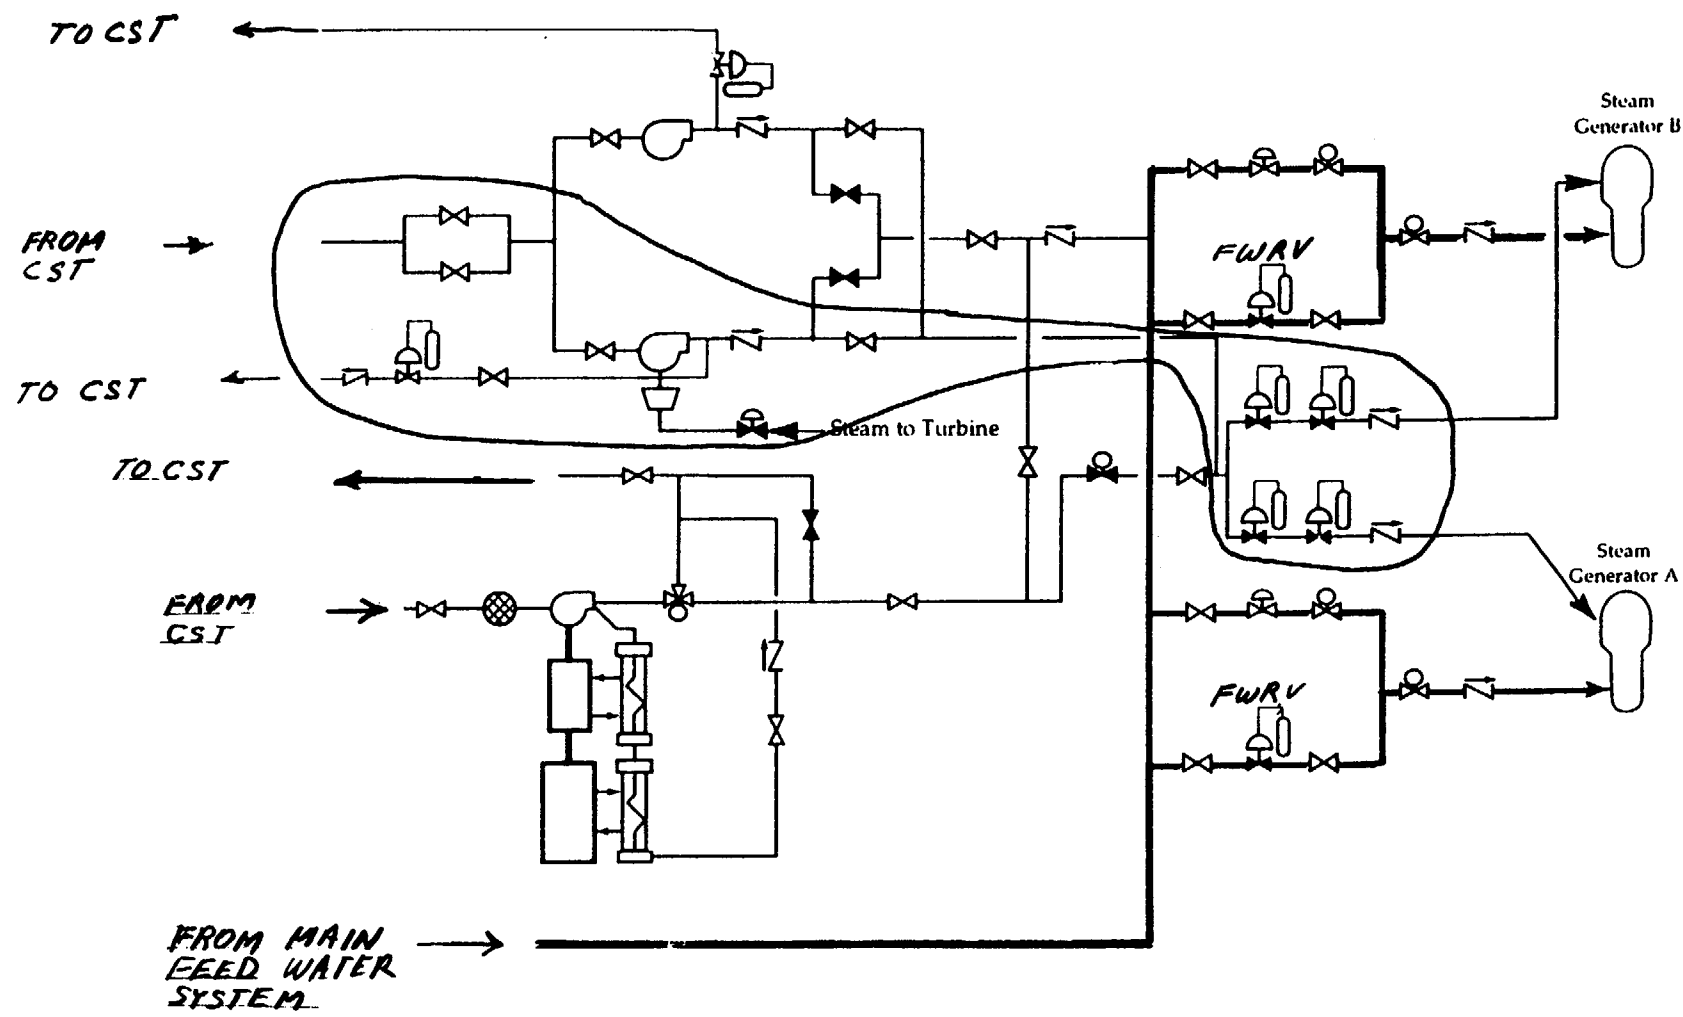 TO CST
Steam
Generator B
FROM
CST
FWRV
TO CST
Steam to Turbine
TO CST
Steam
Generator A
FROM
CST
FWRV
FROM MAIN
FEED WATER
SYSTEM